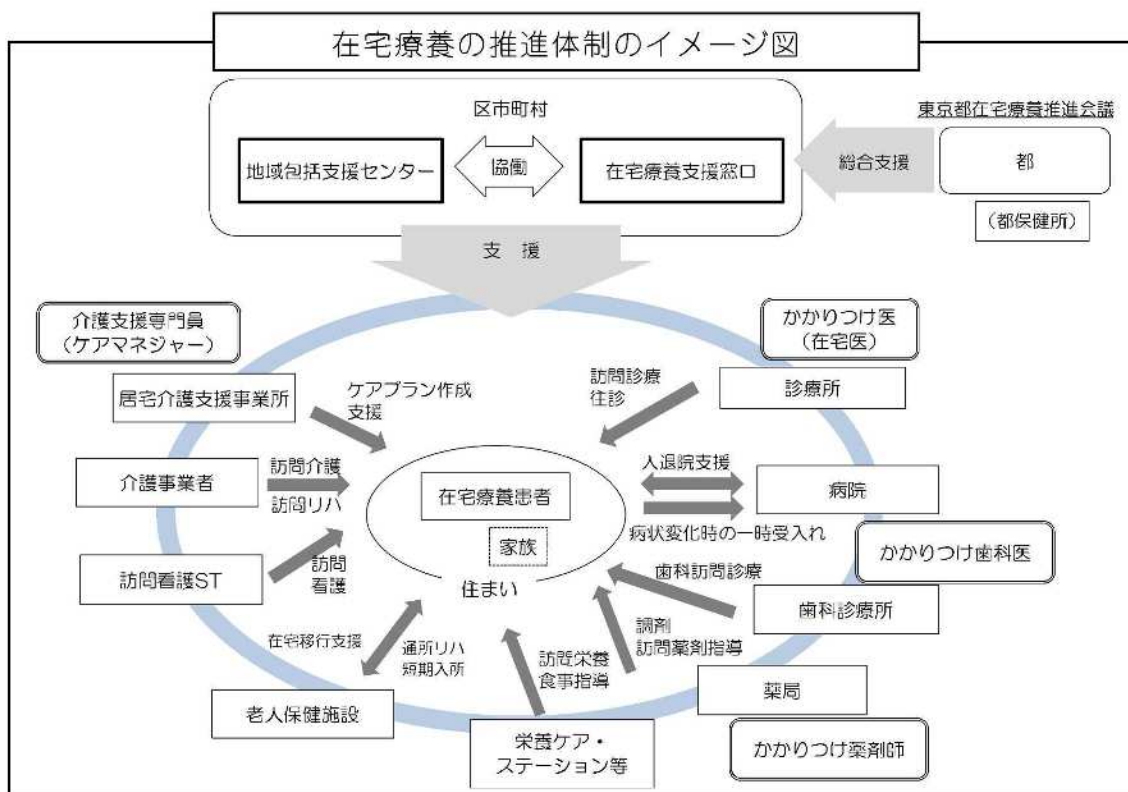 在宅療養の推進体制のイメージ図
区市町村
地域包括支援センター
協働
在宅療養支援窓口
東京都在宅療養推進会議
総合支援
都
（都保健所）
支　援
介護支援専門員
（ケアマネジャー）
居宅介護支援事業所
ケアプラン作成
支援
かかりつけ医
（在宅医）
診療所
訪問診療
往診
介護事業者
訪問介護
訪問リハ
在宅療養患者
家族
住まい
入退院支援
病院
病状変化時の一時受入れ
かかりつけ歯科医
訪問看護ST
訪問
看護
歯科訪問診療
歯科診療所
在宅移行支援
通所リハ
短期入所
老人保健施設
訪問栄養
食事指導
栄養ケア・
ステーション等
調剤
訪問薬剤指導
薬局
かかりつけ薬剤師